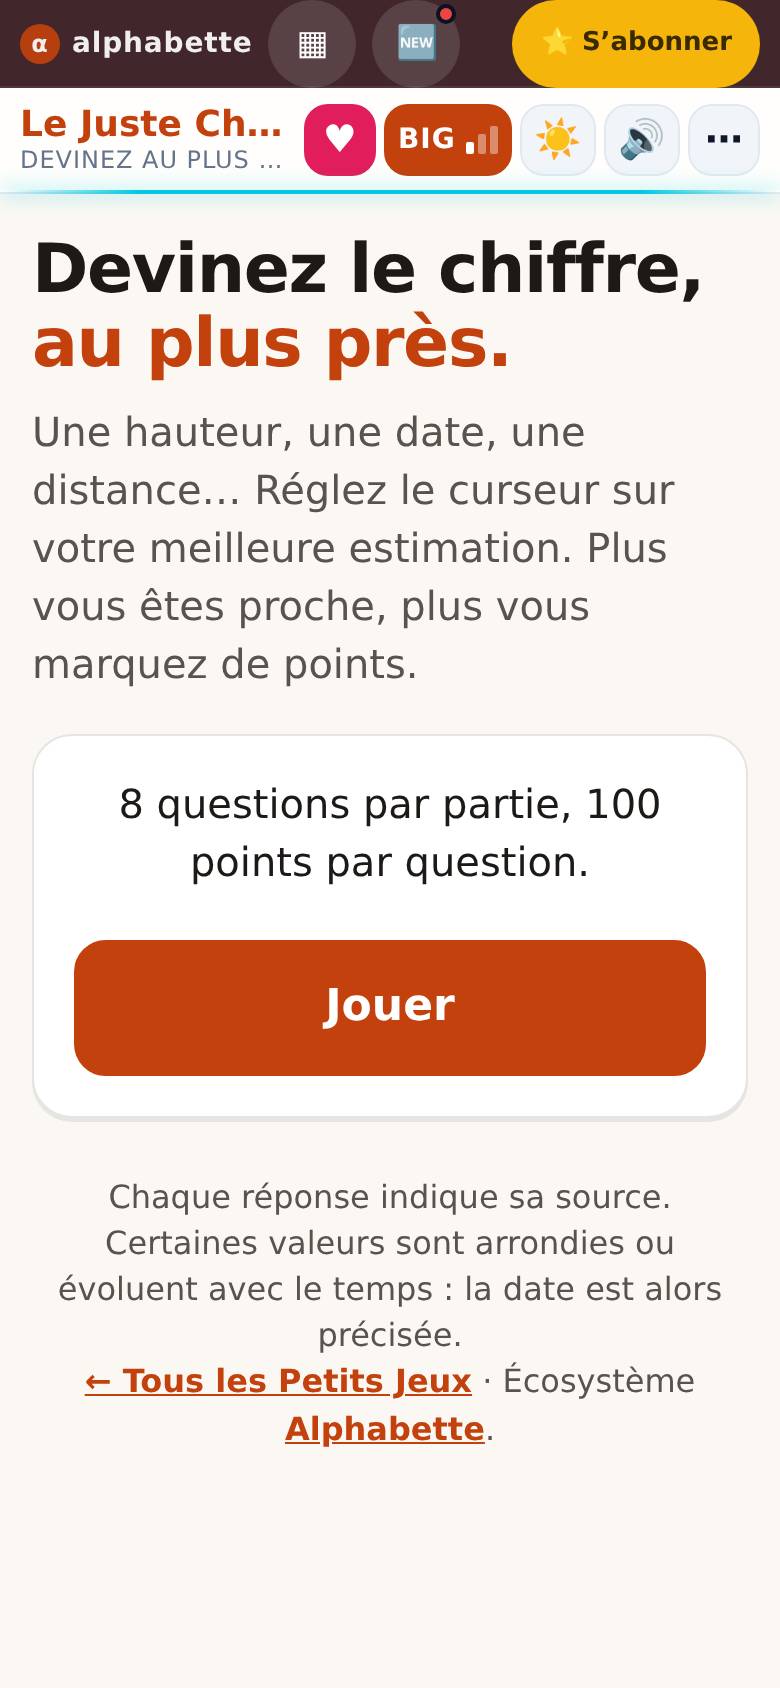 α alphabette
NEW
⭐ S’abonner
Le Juste Ch…
DEVINEZ AU PLUS …
BIG
Devinez le chiffre,
au plus près.
Une hauteur, une date, une
distance… Réglez le curseur sur
votre meilleure estimation. Plus
vous êtes proche, plus vous
marquez de points.
8 questions par partie, 100
points par question.
Jouer
Chaque réponse indique sa source.
Certaines valeurs sont arrondies ou
évoluent avec le temps : la date est alors
précisée.
← Tous les Petits Jeux · Écosystème
Alphabette.